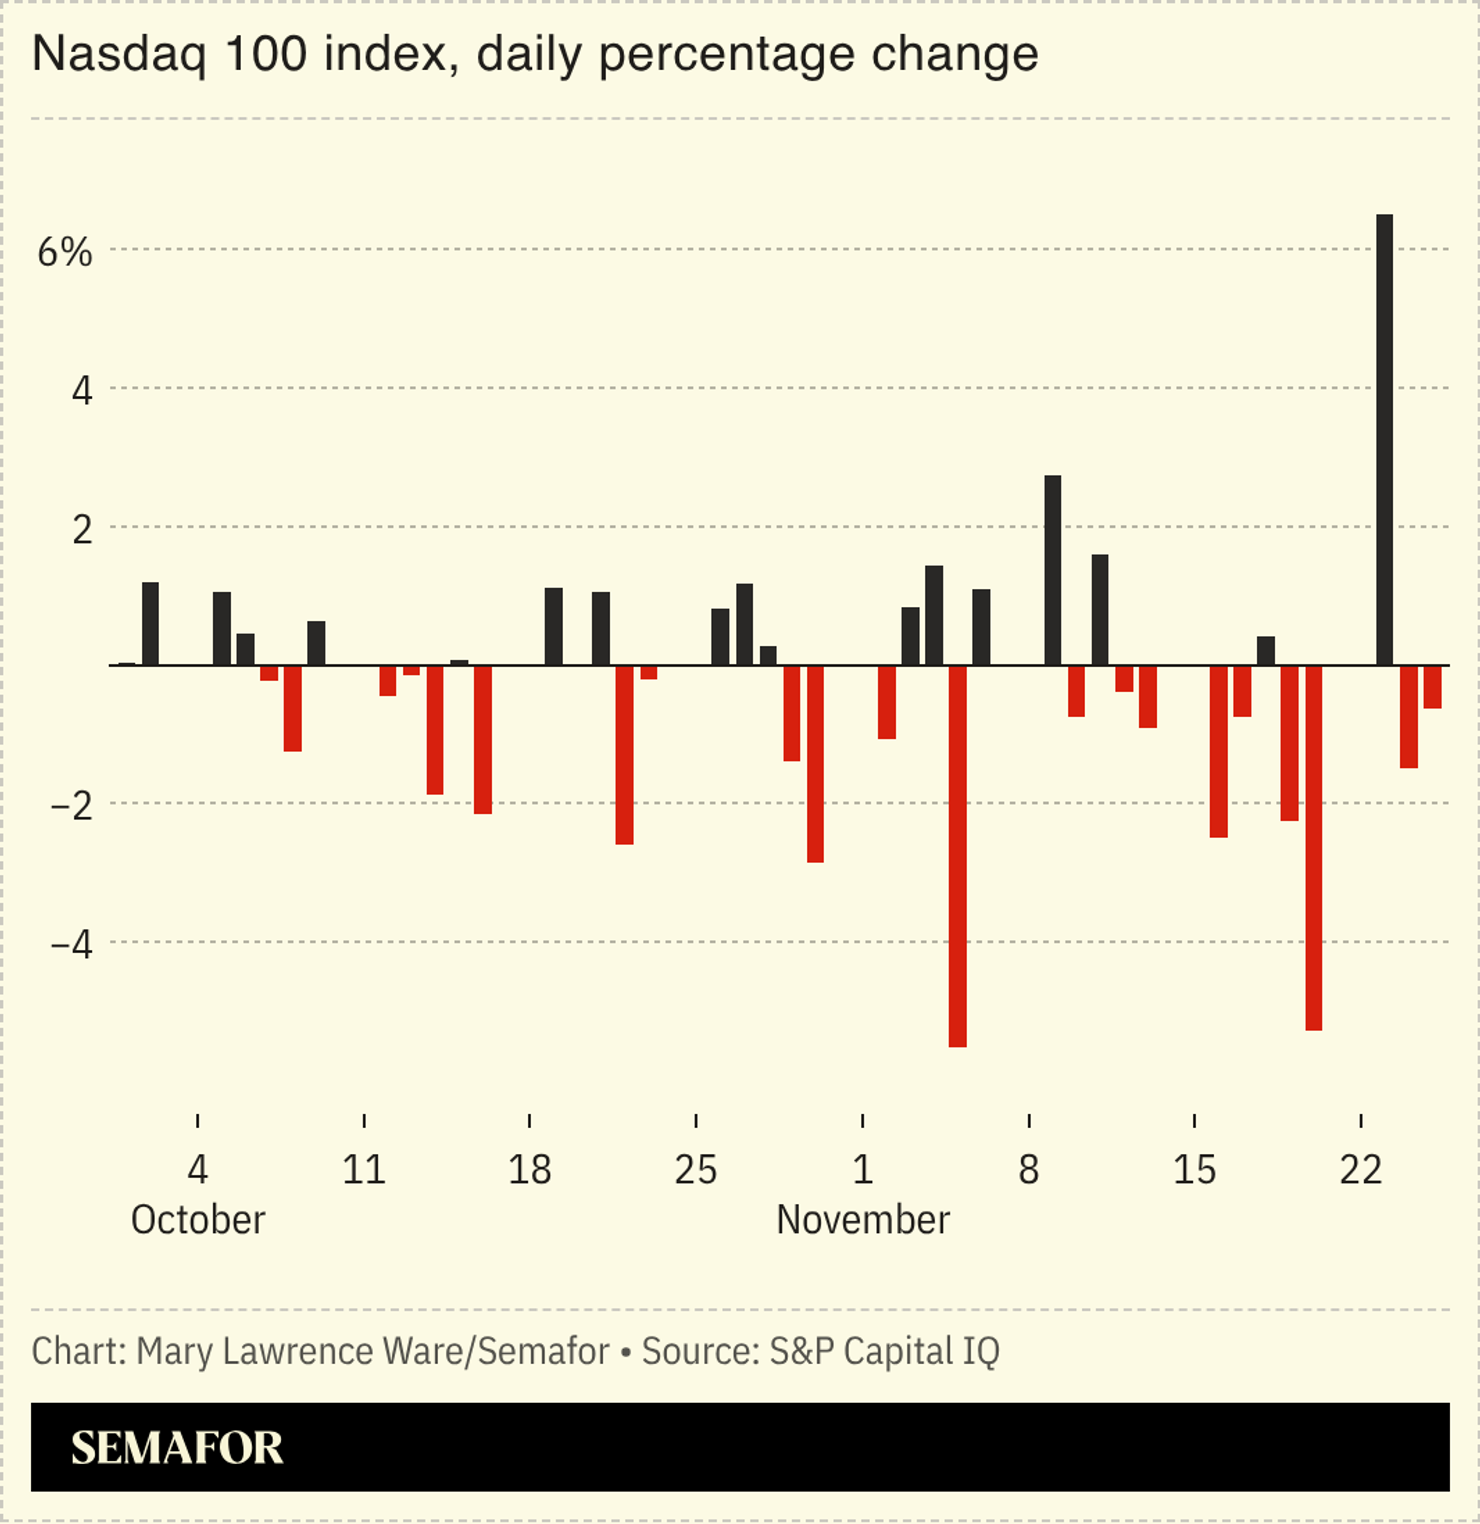 Nasdaq 100 index, daily percentage change
6%
4
2
−2
−4
4 11 18 25 1 8 15 22
October November
Chart: Mary Lawrence Ware/Semafor • Source: S&P Capital IQ
SEMAFOR